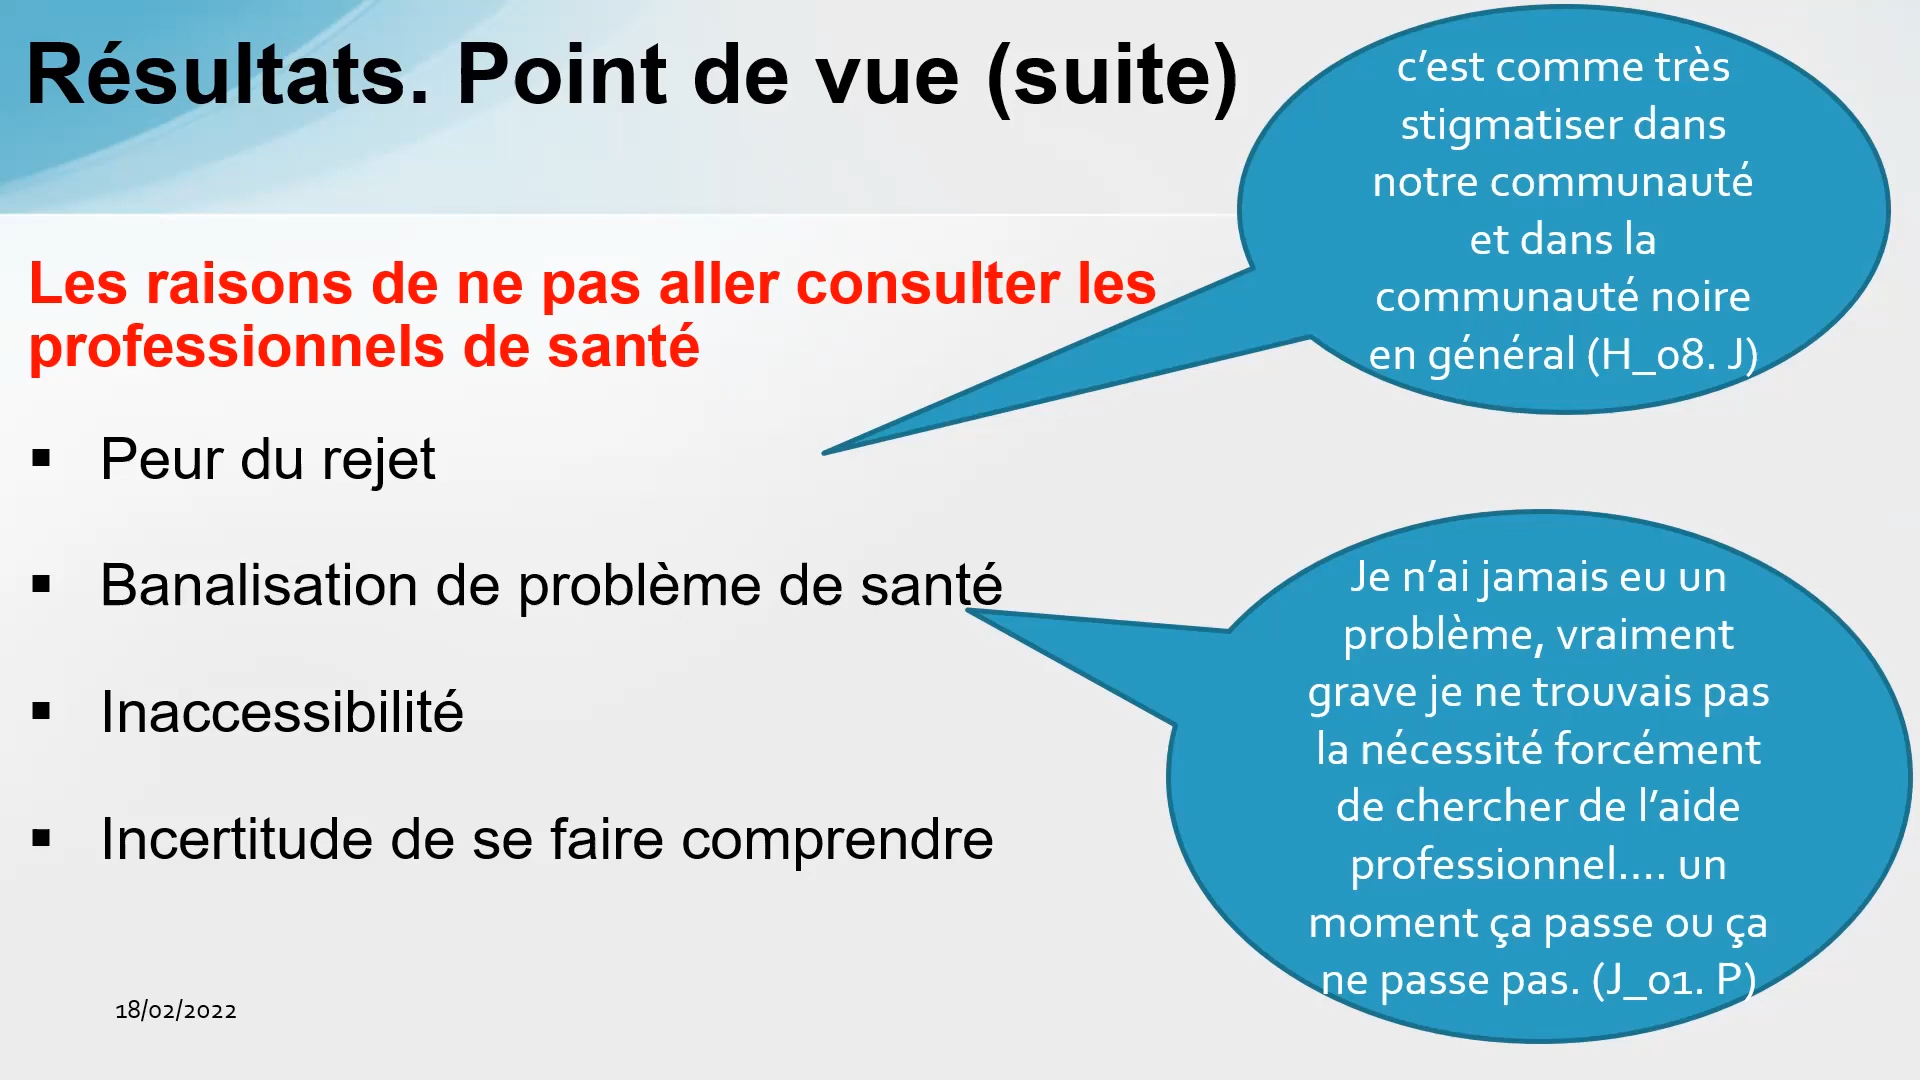 Résultats. Point de vue (suite)
c’est comme très
stigmatiser dans
notre communauté
et dans la
communauté noire
en général (H_08. J)
Les raisons de ne pas aller consulter les
professionnels de santé
▪ Peur du rejet
▪ Banalisation de problème de santé
▪ Inaccessibilité
▪ Incertitude de se faire comprendre
Je n’ai jamais eu un
problème, vraiment
grave je ne trouvais pas
la nécessité forcément
de chercher de l’aide
professionnel.... un
moment ça passe ou ça
ne passe pas. (J_01. P)
18/02/2022